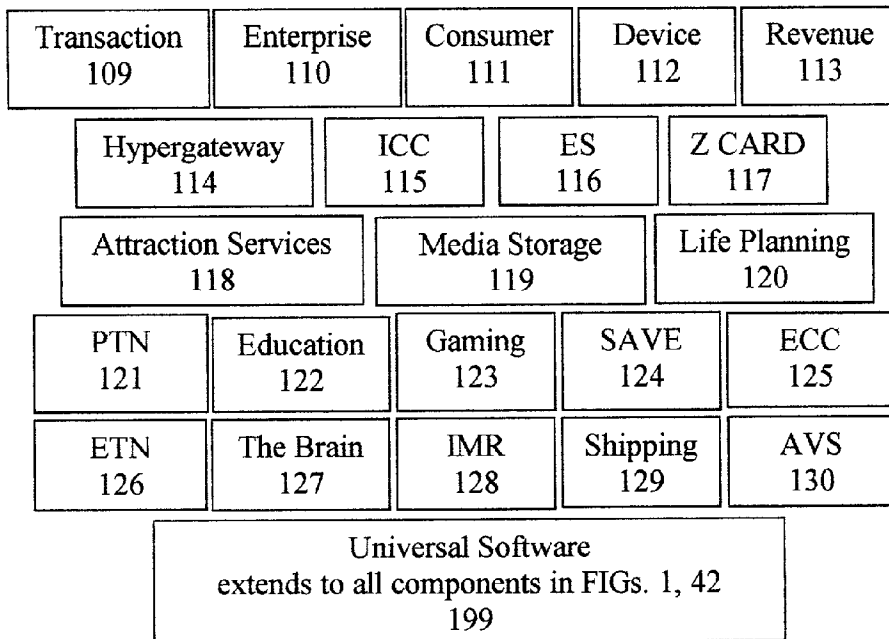 Transaction Enterprise Consumer Device Revenue
109 110 111 112 113
Hypergateway ICC ES Z CARD
114 115 116 117
Attraction Services Media Storage Life Planning
118 119 120
PTN Education Gaming SAVE ECC
121 122 123 124 125
ETN The Brain IMR Shipping AVS
126 127 128 129 130
Universal Software
extends to all components in FIGs. 1, 42
199